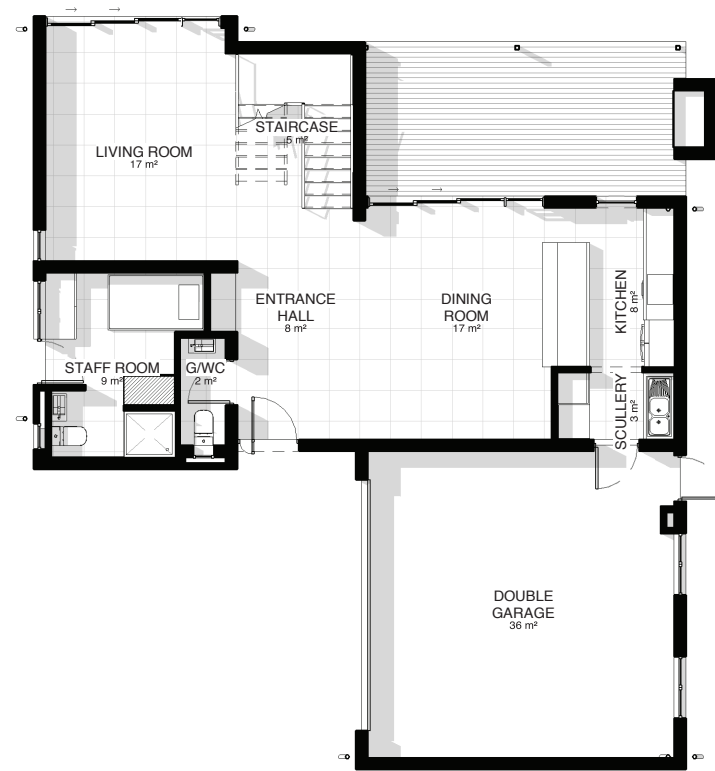 STAIRCASE
5 m²
LIVING ROOM
17 m²
ENTRANCE
HALL
8 m²
DINING
ROOM
17 m²
KITCHEN
8 m²
STAFF ROOM
9 m²
G/WC
2 m²
SCULLERY
3 m²
DOUBLE
GARAGE
36 m²